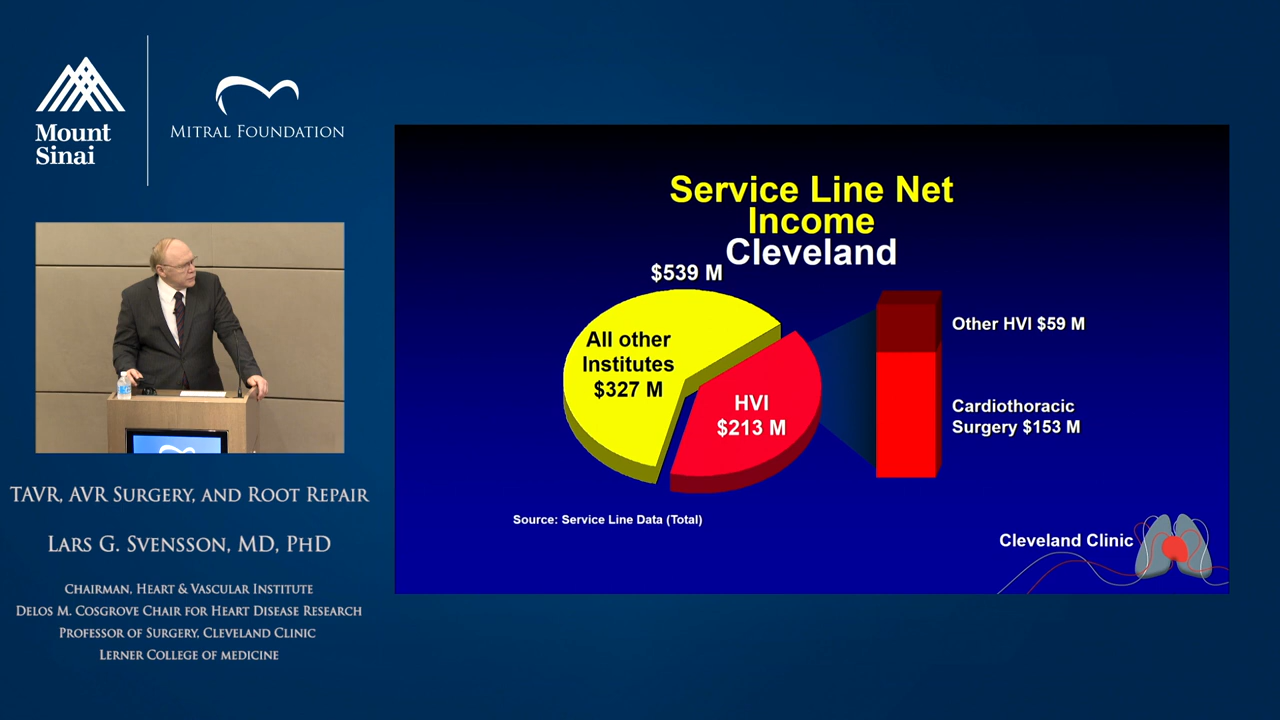 Mount
Sinai
MITRAL FOUNDATION
Service Line Net
Income
Cleveland
$539 M
All other
Institutes
$327 M
HVI
$213 M
Other HVI $59 M
Cardiothoracic
Surgery $153 M
Source: Service Line Data (Total)
Cleveland Clinic
TAVR, AVR SURGERY, AND ROOT REPAIR
LARS G. SVENSSON, MD, PHD
CHAIRMAN, HEART & VASCULAR INSTITUTE
DELOS M. COSGROVE CHAIR FOR HEART DISEASE RESEARCH
PROFESSOR OF SURGERY, CLEVELAND CLINIC
LERNER COLLEGE OF MEDICINE